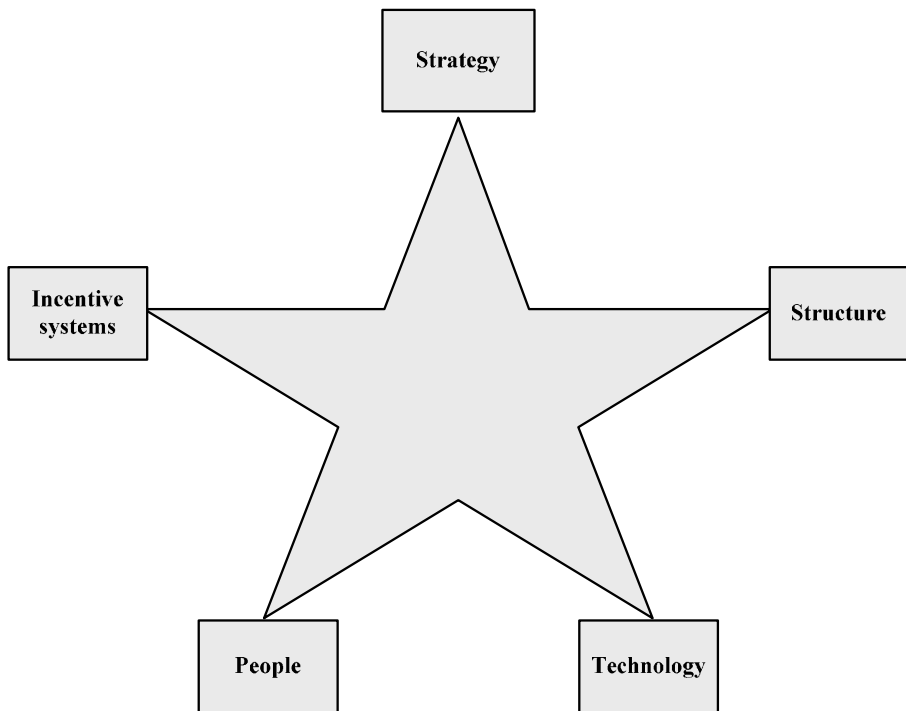 Strategy
Incentive
systems
Structure
People
Technology